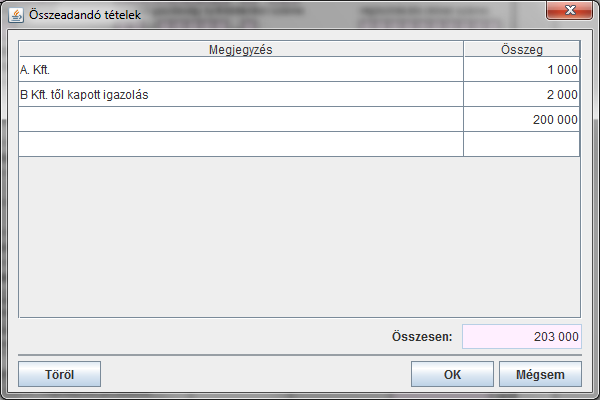 Összeadandó tételek
Megjegyzés Összeg
A. Kft. 1 000
B Kft. től kapott igazolás 2 000
200 000
Összesen: 203 000
Töröl OK Mégsem